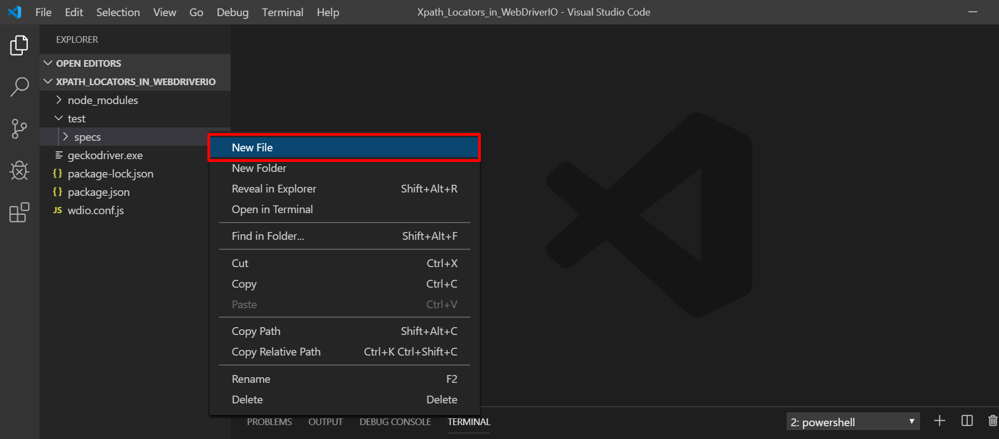 File Edit Selection View Go Debug Terminal Help Xpath_Locators_in_WebDriverIO - Visual Studio Code
EXPLORER
OPEN EDITORS
XPATH_LOCATORS_IN_WEBDRIVERIO
node_modules
test
specs
geckodriver.exe
{} package-lock.json
{} package.json
JS wdio.conf.js
New File
New Folder
Reveal in Explorer Shift+Alt+R
Open in Terminal
Find in Folder... Shift+Alt+F
Cut Ctrl+X
Copy Ctrl+C
Paste Ctrl+V
Copy Path Shift+Alt+C
Copy Relative Path Ctrl+K Ctrl+Shift+C
Rename F2
Delete Delete
PROBLEMS OUTPUT DEBUG CONSOLE TERMINAL 2: powershell